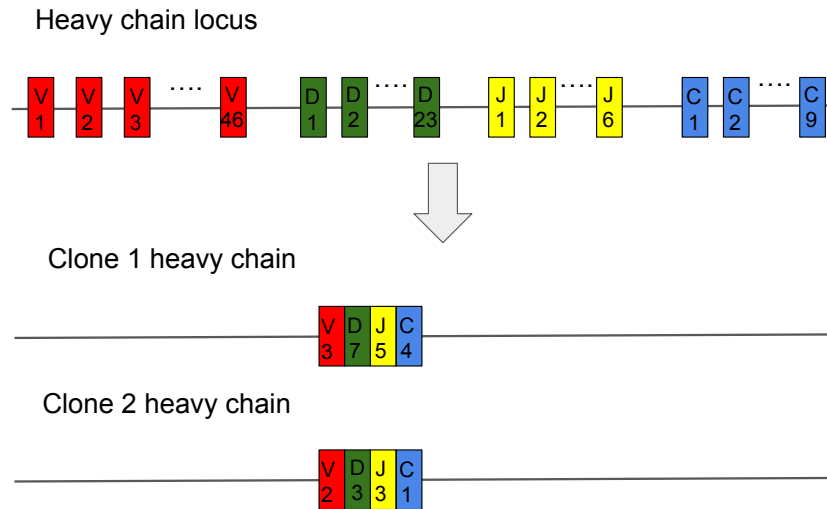 Heavy chain locus
V 1 V 2 V 3 .... V 46 D 1 D 2 .... D 23 J 1 J 2 .... J 6 C 1 C 2 .... C 9
Clone 1 heavy chain
V 3 D 7 J 5 C 4
Clone 2 heavy chain
V 2 D 3 J 3 C 1